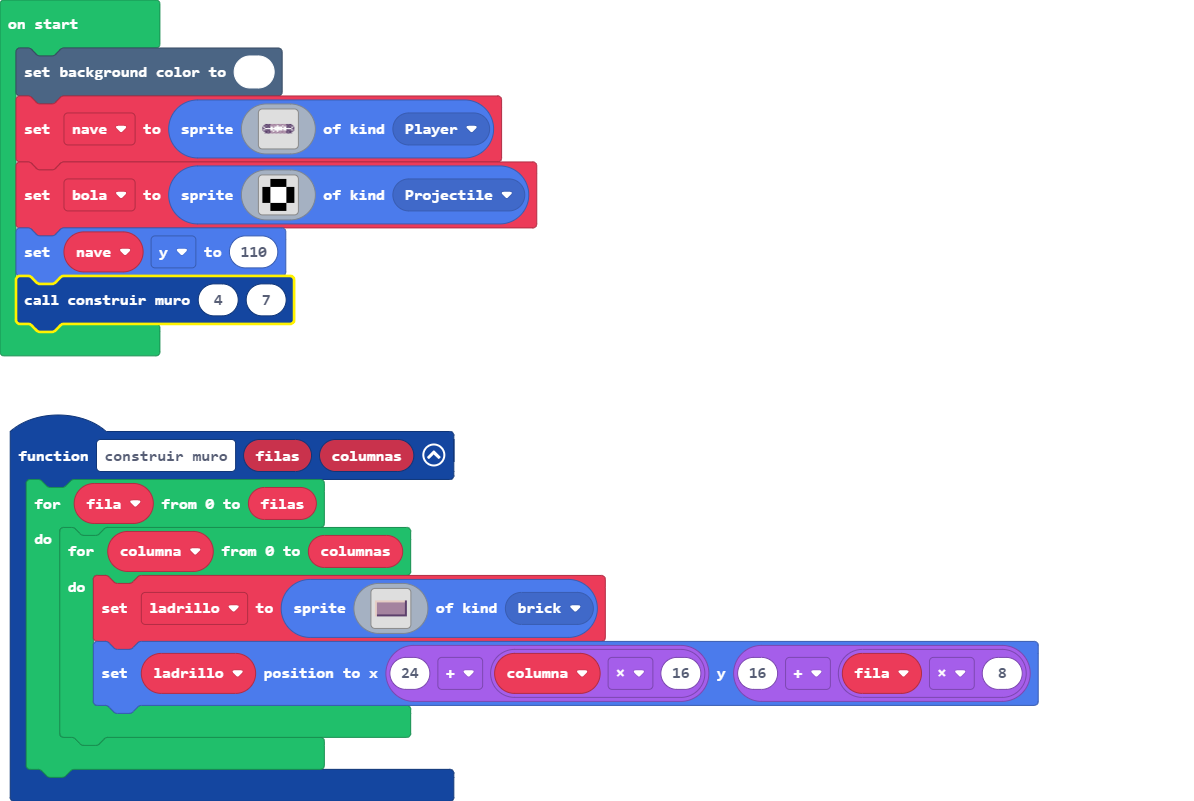 on start
set background color to
set nave to sprite of kind Player
set bola to sprite of kind Projectile
set nave y to 110
call construir muro 4 7
function construir muro filas columnas
for fila from 0 to filas
do
for columna from 0 to columnas
do
set ladrillo to sprite of kind brick
set ladrillo position to x 24 + columna × 16 y 16 + fila × 8